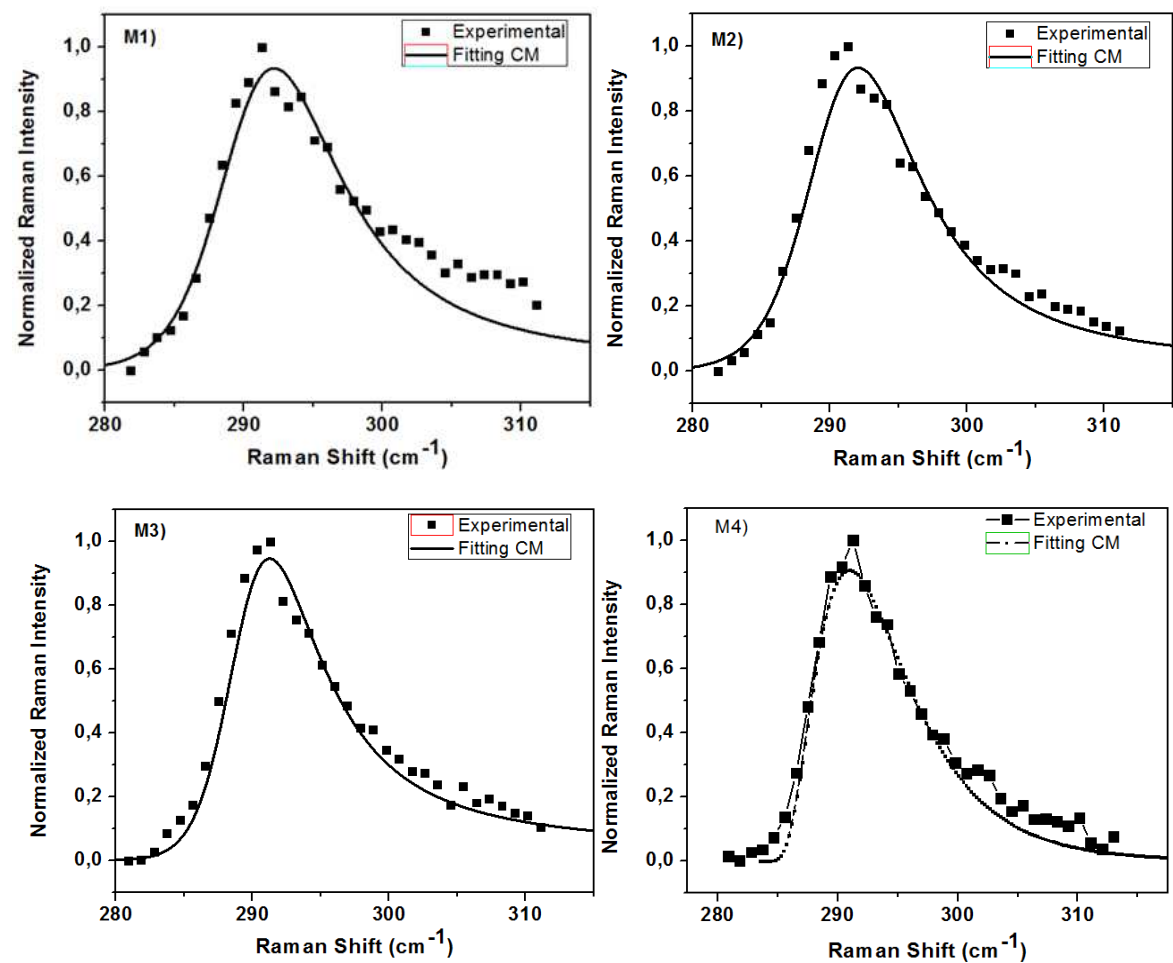 M1)
Experimental
Fitting CM
1,0
0,8
0,6
0,4
0,2
0,0
Normalized Raman Intensity
280 290 300 310
Raman Shift (cm⁻¹)
M2)
Experimental
Fitting CM
1,0
0,8
0,6
0,4
0,2
0,0
Normalized Raman Intensity
280 290 300 310
Raman Shift (cm⁻¹)
M3)
Experimental
Fitting CM
1,0
0,8
0,6
0,4
0,2
0,0
Normalized Raman Intensity
280 290 300 310
Raman Shift (cm⁻¹)
M4)
Experimental
Fitting CM
1,0
0,8
0,6
0,4
0,2
0,0
Normalized Raman Intensity
280 290 300 310
Raman Shift (cm⁻¹)